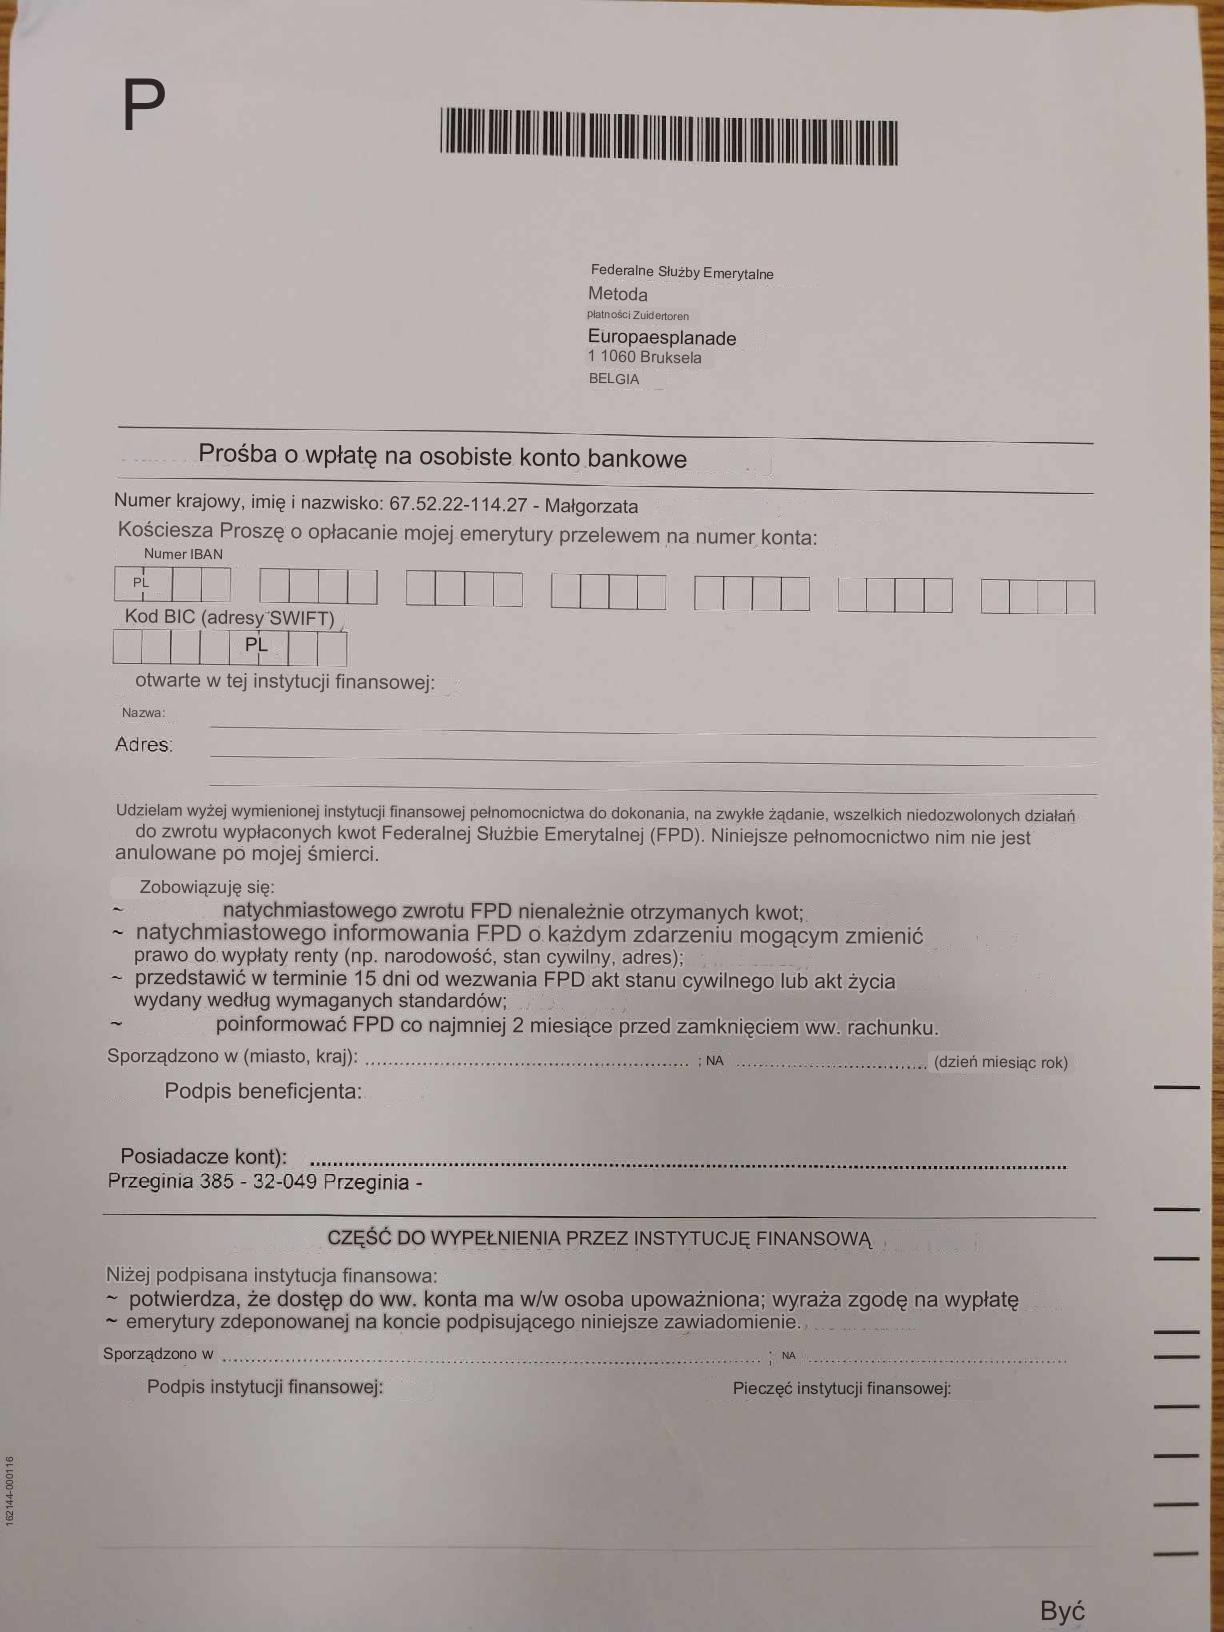 P
Federalne Służby Emerytalne
Metoda
płatności Zuidertoren
Europaesplanade
1 1060 Bruksela
BELGIA
Prośba o wpłatę na osobiste konto bankowe
Numer krajowy, imię i nazwisko: 67.52.22-114.27 - Małgorzata
Kościesza Proszę o opłacanie mojej emerytury przelewem na numer konta:
Numer IBAN
PL
Kod BIC (adresy SWIFT)
PL
otwarte w tej instytucji finansowej:
Nazwa:
Adres:
Udzielam wyżej wymienionej instytucji finansowej pełnomocnictwa do dokonania, na zwykłe żądanie, wszelkich niedozwolonych działań
do zwrotu wypłaconych kwot Federalnej Służbie Emerytalnej (FPD). Niniejsze pełnomocnictwo nim nie jest
anulowane po mojej śmierci.
Zobowiązuję się:
~ natychmiastowego zwrotu FPD nienależnie otrzymanych kwot;
~ natychmiastowego informowania FPD o każdym zdarzeniu mogącym zmienić
prawo do wypłaty renty (np. narodowość, stan cywilny, adres);
~ przedstawić w terminie 15 dni od wezwania FPD akt stanu cywilnego lub akt życia
wydany według wymaganych standardów;
~ poinformować FPD co najmniej 2 miesiące przed zamknięciem ww. rachunku.
Sporządzono w (miasto, kraj): ; NA (dzień miesiąc rok)
Podpis beneficjenta:
Posiadacze kont):
Przeginia 385 - 32-049 Przeginia -
CZĘŚĆ DO WYPEŁNIENIA PRZEZ INSTYTUCJĘ FINANSOWĄ
Niżej podpisana instytucja finansowa:
~ potwierdza, że dostęp do ww. konta ma w/w osoba upoważniona; wyraża zgodę na wypłatę
~ emerytury zdeponowanej na koncie podpisującego niniejsze zawiadomienie.
Sporządzono w ; NA
Podpis instytucji finansowej: Pieczęć instytucji finansowej:
162144-000116
Być